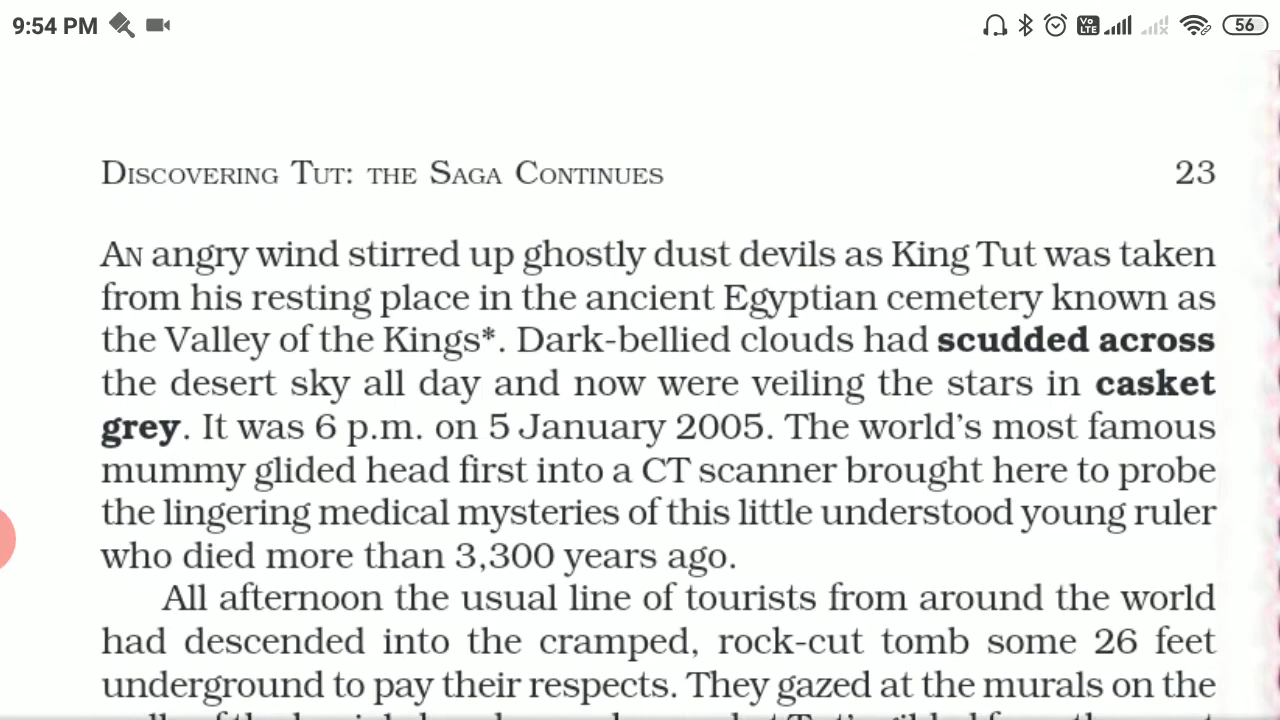 9:54 PM
Vo LTE
56
DISCOVERING TUT: THE SAGA CONTINUES 23
AN angry wind stirred up ghostly dust devils as King Tut was taken
from his resting place in the ancient Egyptian cemetery known as
the Valley of the Kings*. Dark-bellied clouds had scudded across
the desert sky all day and now were veiling the stars in casket
grey. It was 6 p.m. on 5 January 2005. The world's most famous
mummy glided head first into a CT scanner brought here to probe
the lingering medical mysteries of this little understood young ruler
who died more than 3,300 years ago.
All afternoon the usual line of tourists from around the world
had descended into the cramped, rock-cut tomb some 26 feet
underground to pay their respects. They gazed at the murals on the